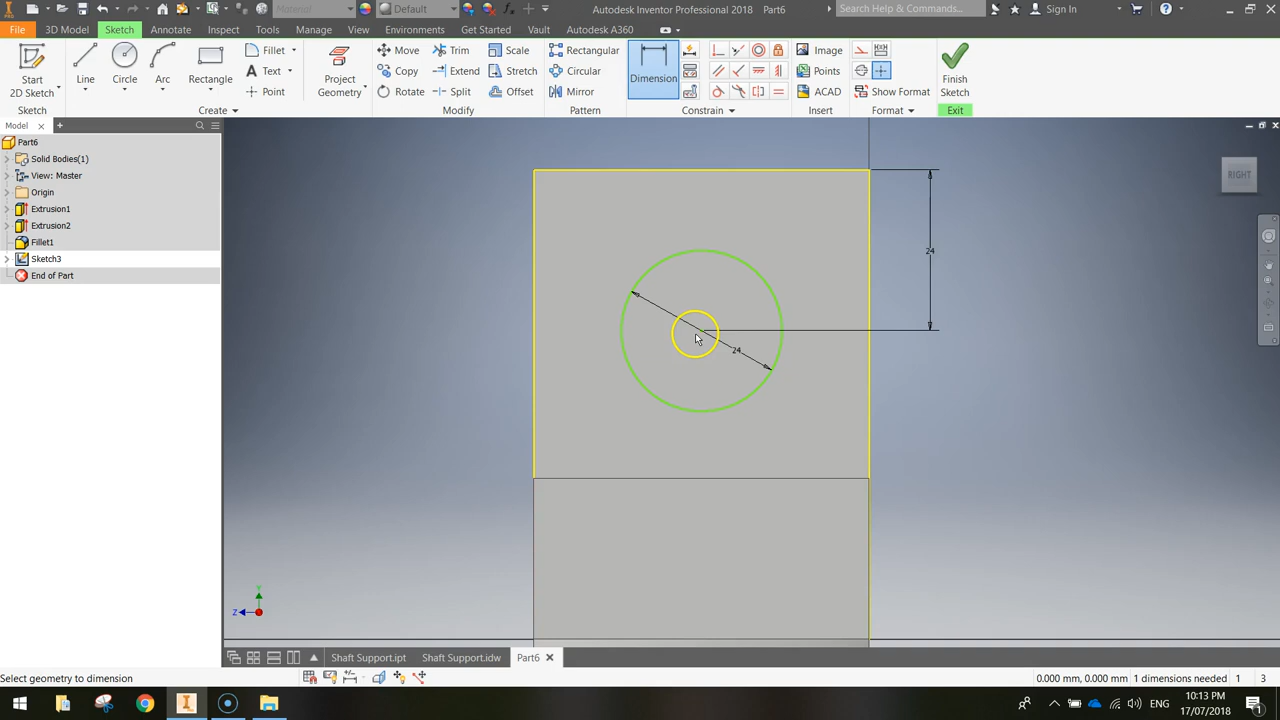 Material
Default
Autodesk Inventor Professional 2018
Part6
Search Help & Commands...
Sign In
File
3D Model
Sketch
Annotate
Inspect
Tools
Manage
View
Environments
Get Started
Vault
Autodesk A360
Start
2D Sketch
Line
Circle
Arc
Rectangle
Fillet
Text
Point
Project
Geometry
Move
Copy
Rotate
Trim
Extend
Split
Scale
Stretch
Offset
Rectangular
Circular
Mirror
Dimension
Image
Points
ACAD
Show Format
Finish
Sketch
Sketch
Create
Modify
Pattern
Constrain
Insert
Format
Exit
Model
Part6
Solid Bodies(1)
View: Master
Origin
Extrusion1
Extrusion2
Fillet1
Sketch3
End of Part
RIGHT
24
24
Y
Z
Shaft Support.ipt
Shaft Support.idw
Part6
Select geometry to dimension
0.000 mm, 0.000 mm
1 dimensions needed
1
3
ENG
10:13 PM
17/07/2018
1